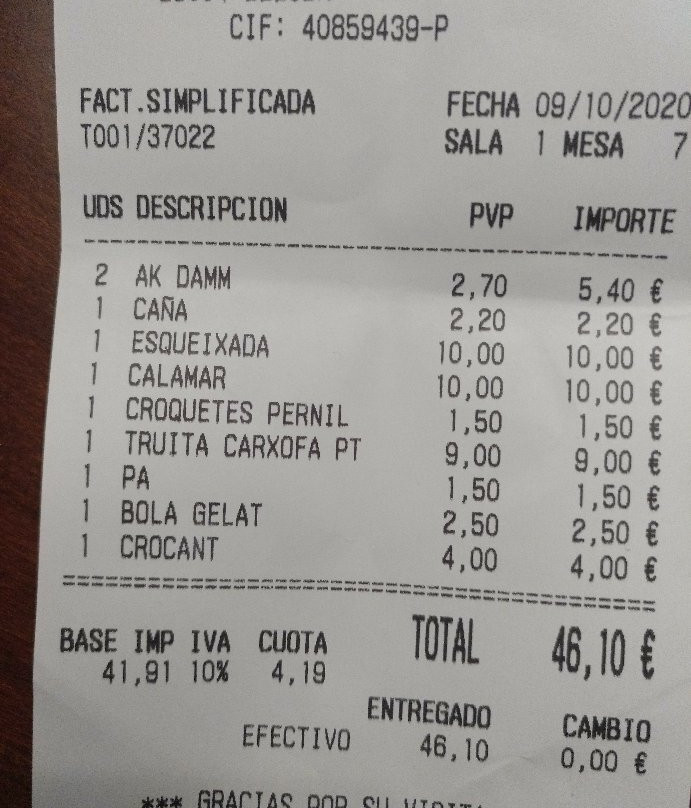 CIF: 40859439-P
FACT.SIMPLIFICADA FECHA 09/10/2020
T001/37022 SALA 1 MESA 7
UDS DESCRIPCION PVP IMPORTE
2 AK DAMM 2,70 5,40 €
1 CAÑA 2,20 2,20 €
1 ESQUEIXADA 10,00 10,00 €
1 CALAMAR 10,00 10,00 €
1 CROQUETES PERNIL 1,50 1,50 €
1 TRUITA CARXOFA PT 9,00 9,00 €
1 PA 1,50 1,50 €
1 BOLA GELAT 2,50 2,50 €
1 CROCANT 4,00 4,00 €
BASE IMP IVA CUOTA TOTAL 46,10 €
41,91 10% 4,19
ENTREGADO CAMBIO
EFECTIVO 46,10 0,00 €
*** GRACIAS POR SU VISITA